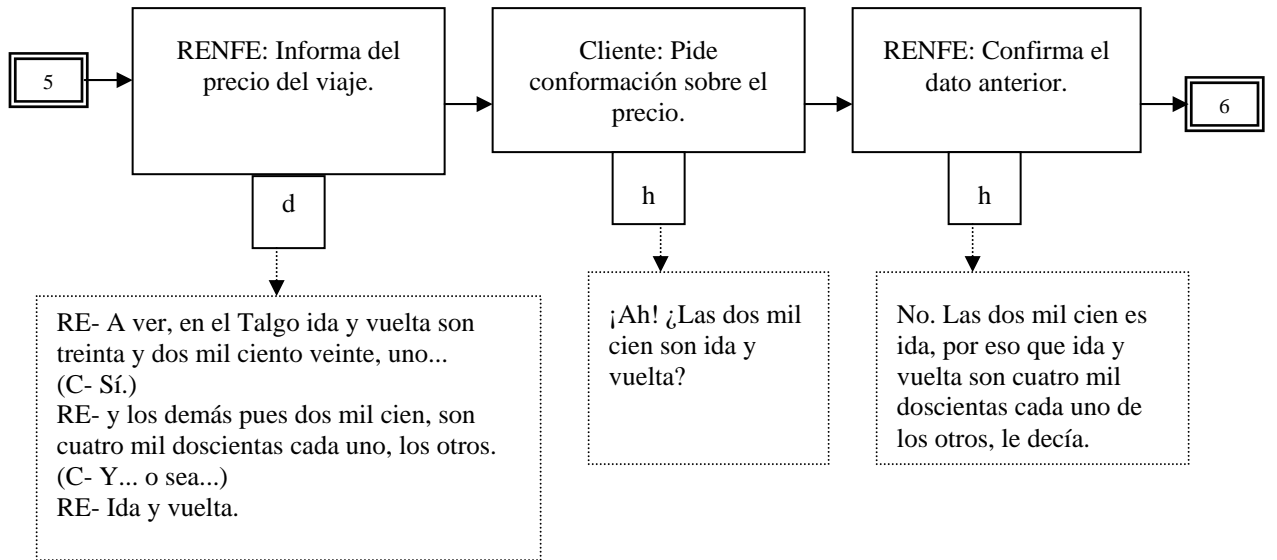 5
RENFE: Informa del
precio del viaje.
Cliente: Pide
conformación sobre el
precio.
RENFE: Confirma el
dato anterior.
6
d
h
h
RE- A ver, en el Talgo ida y vuelta son
treinta y dos mil ciento veinte, uno...
(C- Sí.)
RE- y los demás pues dos mil cien, son
cuatro mil doscientas cada uno, los otros.
(C- Y... o sea...)
RE- Ida y vuelta.
¡Ah! ¿Las dos mil
cien son ida y
vuelta?
No. Las dos mil cien es
ida, por eso que ida y
vuelta son cuatro mil
doscientas cada uno de
los otros, le decía.